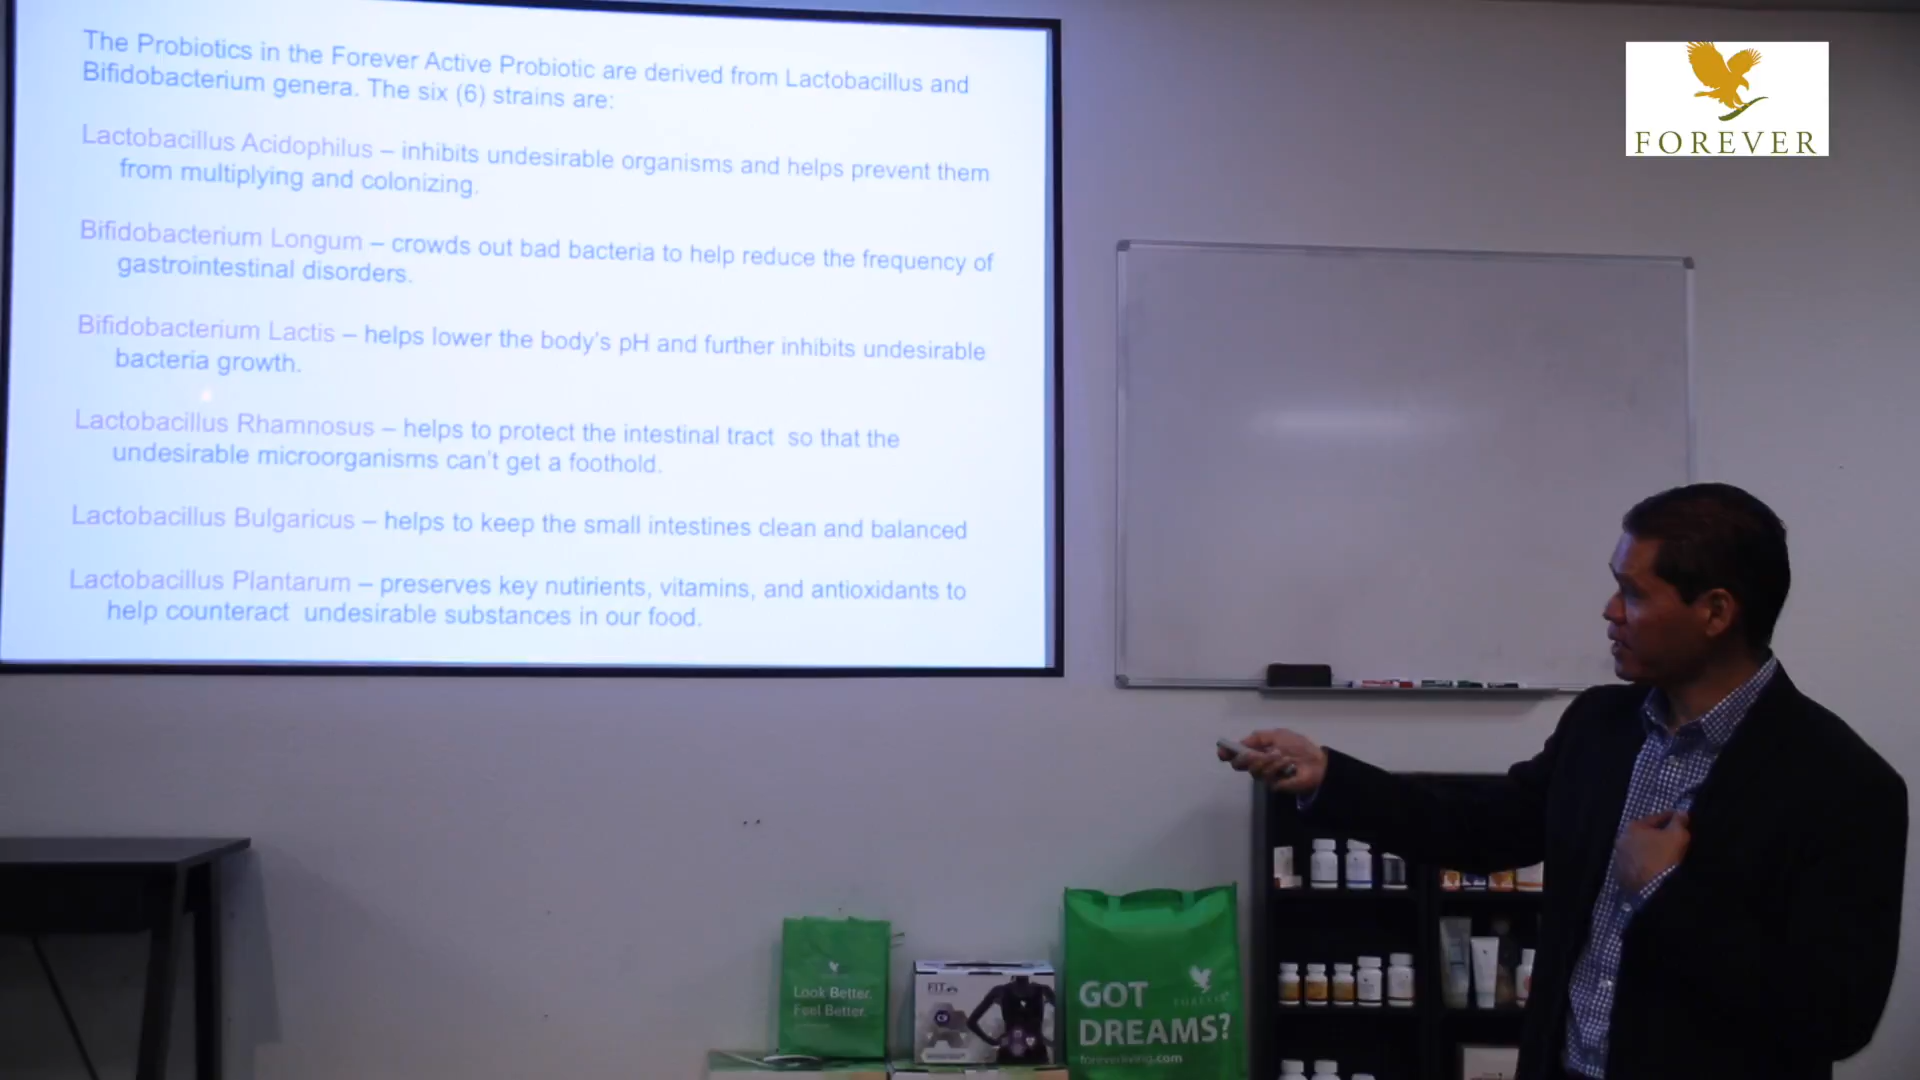 The Probiotics in the Forever Active Probiotic are derived from Lactobacillus and
Bifidobacterium genera. The six (6) strains are:
Lactobacillus Acidophilus – inhibits undesirable organisms and helps prevent them
from multiplying and colonizing.
Bifidobacterium Longum – crowds out bad bacteria to help reduce the frequency of
gastrointestinal disorders.
Bifidobacterium Lactis – helps lower the body's pH and further inhibits undesirable
bacteria growth.
Lactobacillus Rhamnosus – helps to protect the intestinal tract so that the
undesirable microorganisms can't get a foothold.
Lactobacillus Bulgaricus – helps to keep the small intestines clean and balanced
Lactobacillus Plantarum – preserves key nutirients, vitamins, and antioxidants to
help counteract undesirable substances in our food.
FOREVER
Look Better.
Feel Better.
FIT
C9
GOT
FOREVER
DREAMS?
foreverliving.com